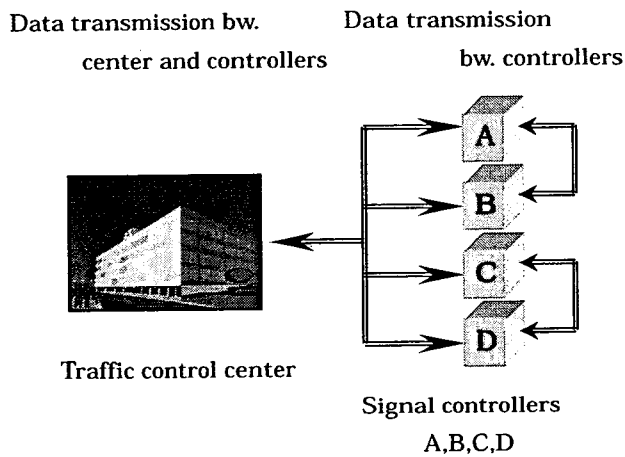 Data transmission bw.
center and controllers
Data transmission
bw. controllers
A
B
C
D
Traffic control center
Signal controllers
A,B,C,D